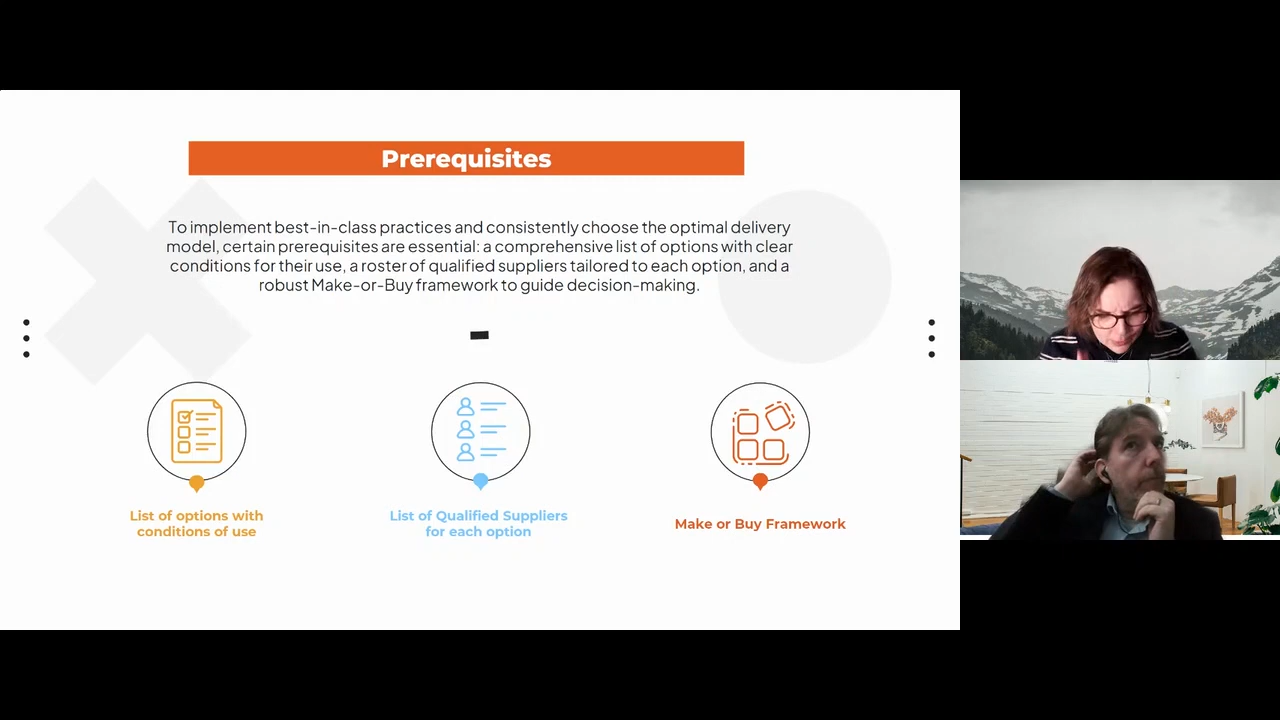 Prerequisites
To implement best-in-class practices and consistently choose the optimal delivery
model, certain prerequisites are essential: a comprehensive list of options with clear
conditions for their use, a roster of qualified suppliers tailored to each option, and a
robust Make-or-Buy framework to guide decision-making.
List of options with
conditions of use
List of Qualified Suppliers
for each option
Make or Buy Framework